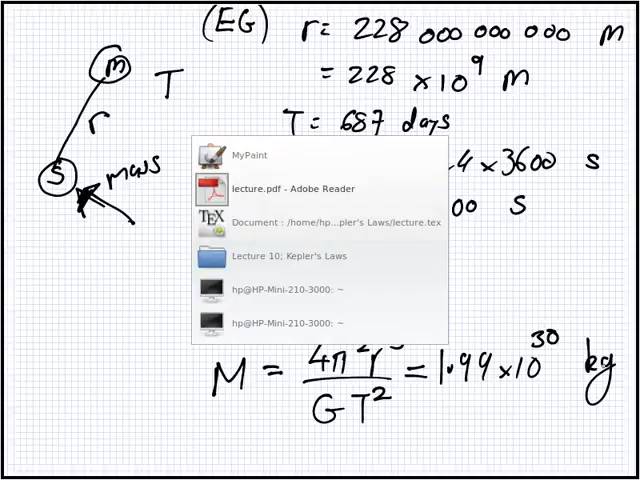 (EG) r = 228 000 000 000 m
= 228 × 10⁹ m
m
T
r
T = 687 days
S
mass
.4 × 3600 s
00 s
MyPaint
lecture.pdf - Adobe Reader
Document : /home/hp...pler's Laws/lecture.tex
Lecture 10; Kepler's Laws
hp@HP-Mini-210-3000: ~
hp@HP-Mini-210-3000: ~
M = 4π²r³ / GT² = 1.99 × 10³⁰ kg